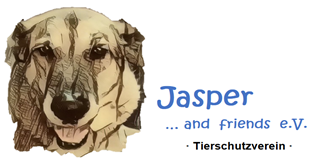 Jasper
... and friends e.V.
· Tierschutzverein ·